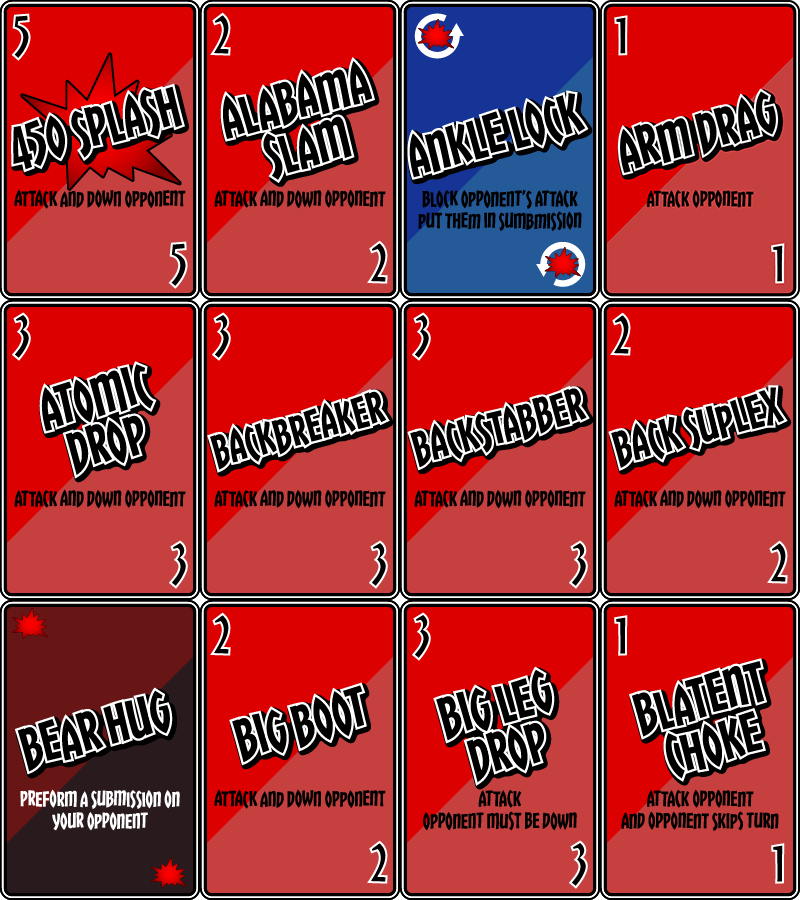 5
450 SPLASH
ATTACK AND DOWN OPPONENT
5
2
ALABAMA
SLAM
ATTACK AND DOWN OPPONENT
2
ANKLE LOCK
BLOCK OPPONENT'S ATTACK
PUT THEM IN SUMBMISSION
1
ARM DRAG
ATTACK OPPONENT
1
3
ATOMIC
DROP
ATTACK AND DOWN OPPONENT
3
3
BACKBREAKER
ATTACK AND DOWN OPPONENT
3
3
BACKSTABBER
ATTACK AND DOWN OPPONENT
3
2
BACK SUPLEX
ATTACK AND DOWN OPPONENT
2
BEAR HUG
PREFORM A SUBMISSION ON
YOUR OPPONENT
2
BIG BOOT
ATTACK AND DOWN OPPONENT
2
3
BIG LEG
DROP
ATTACK
OPPONENT MUST BE DOWN
3
1
BLATENT
CHOKE
ATTACK OPPONENT
AND OPPONENT SKIPS TURN
1